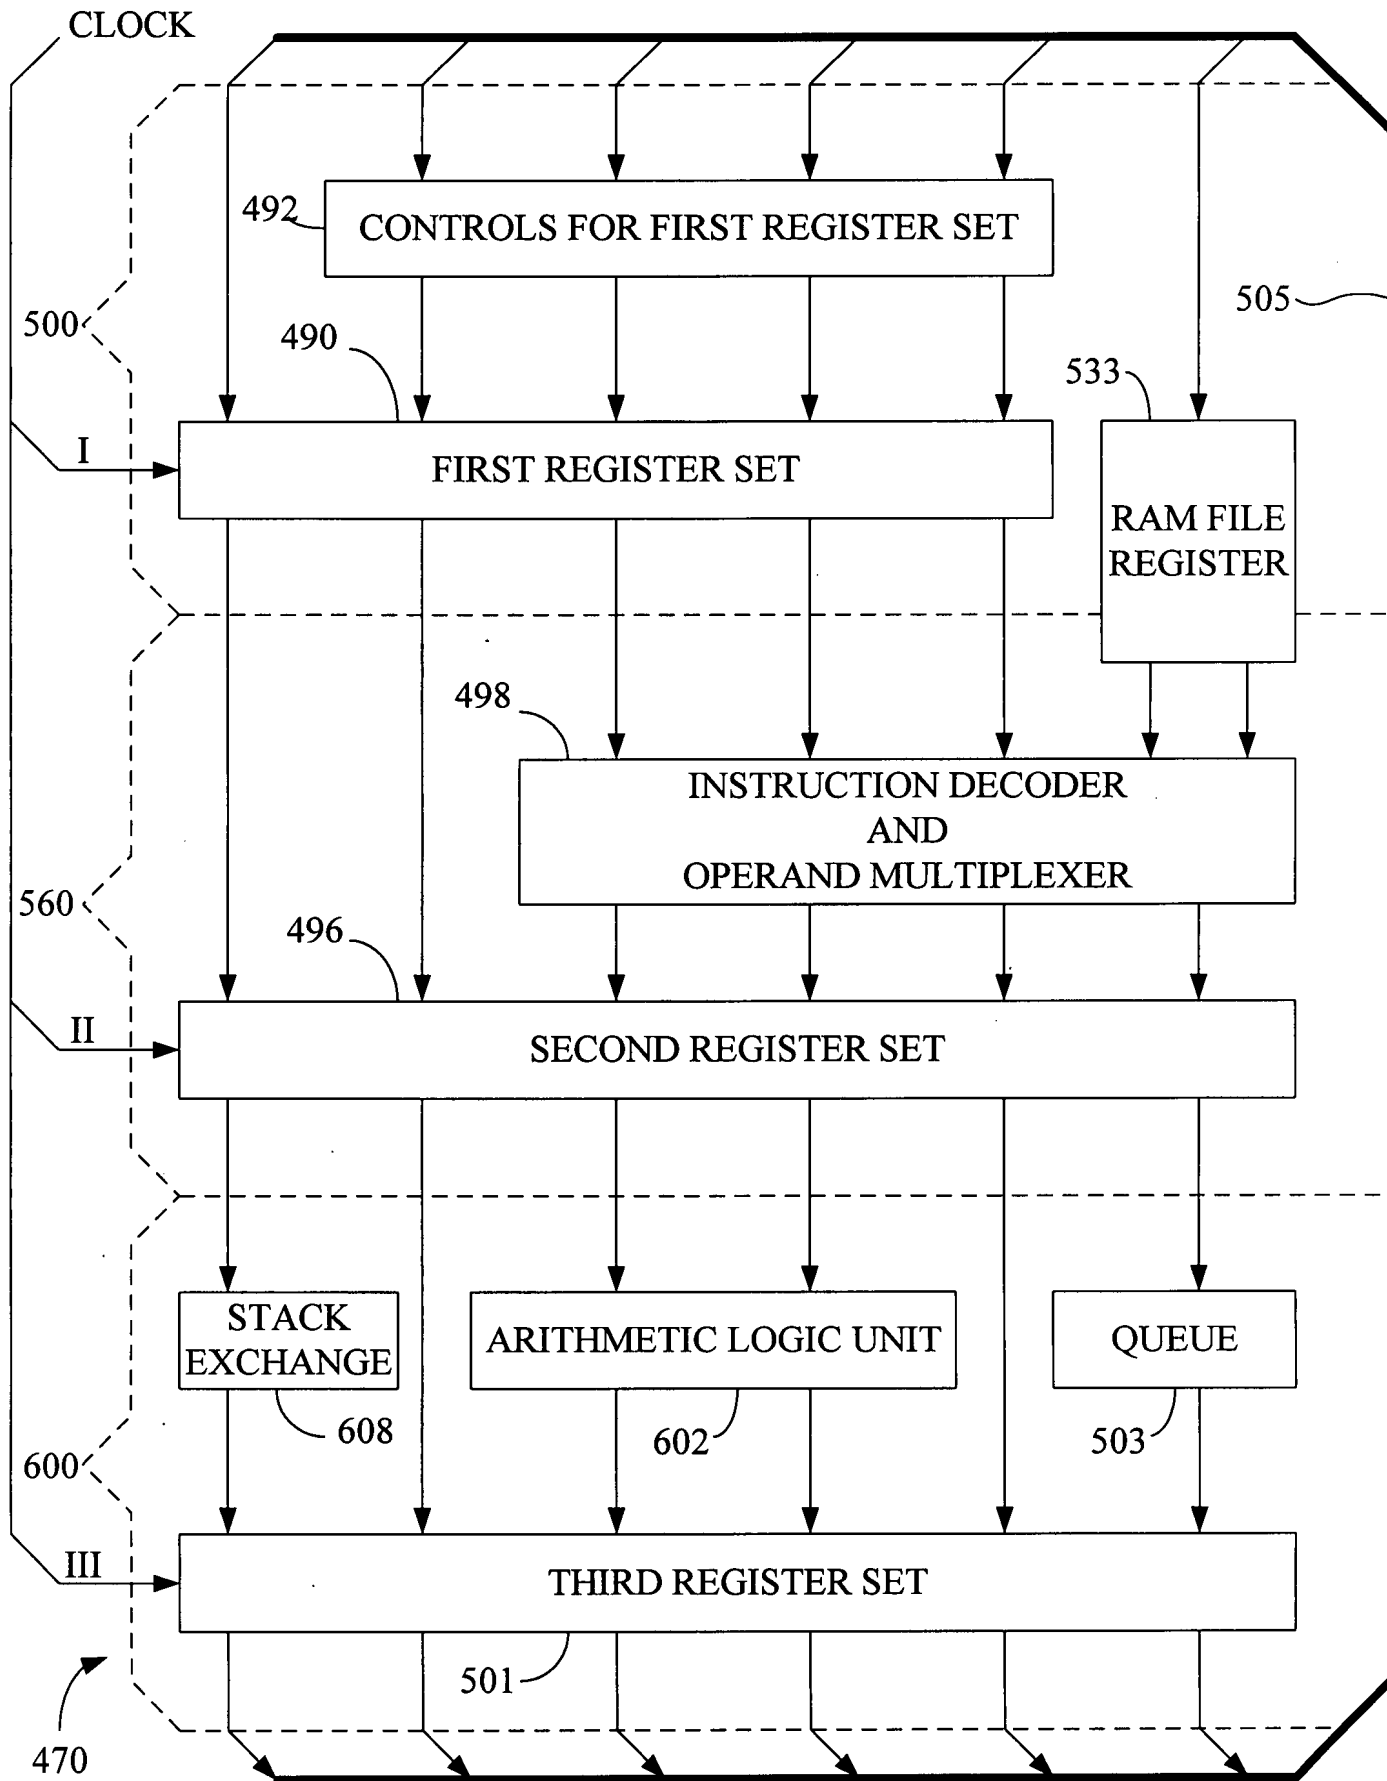 CLOCK
492
CONTROLS FOR FIRST REGISTER SET
505
500
490
533
I
FIRST REGISTER SET
RAM FILE
REGISTER
498
INSTRUCTION DECODER
AND
OPERAND MULTIPLEXER
560
496
II
SECOND REGISTER SET
STACK
EXCHANGE
ARITHMETIC LOGIC UNIT
QUEUE
608
602
503
600
III
THIRD REGISTER SET
501
470